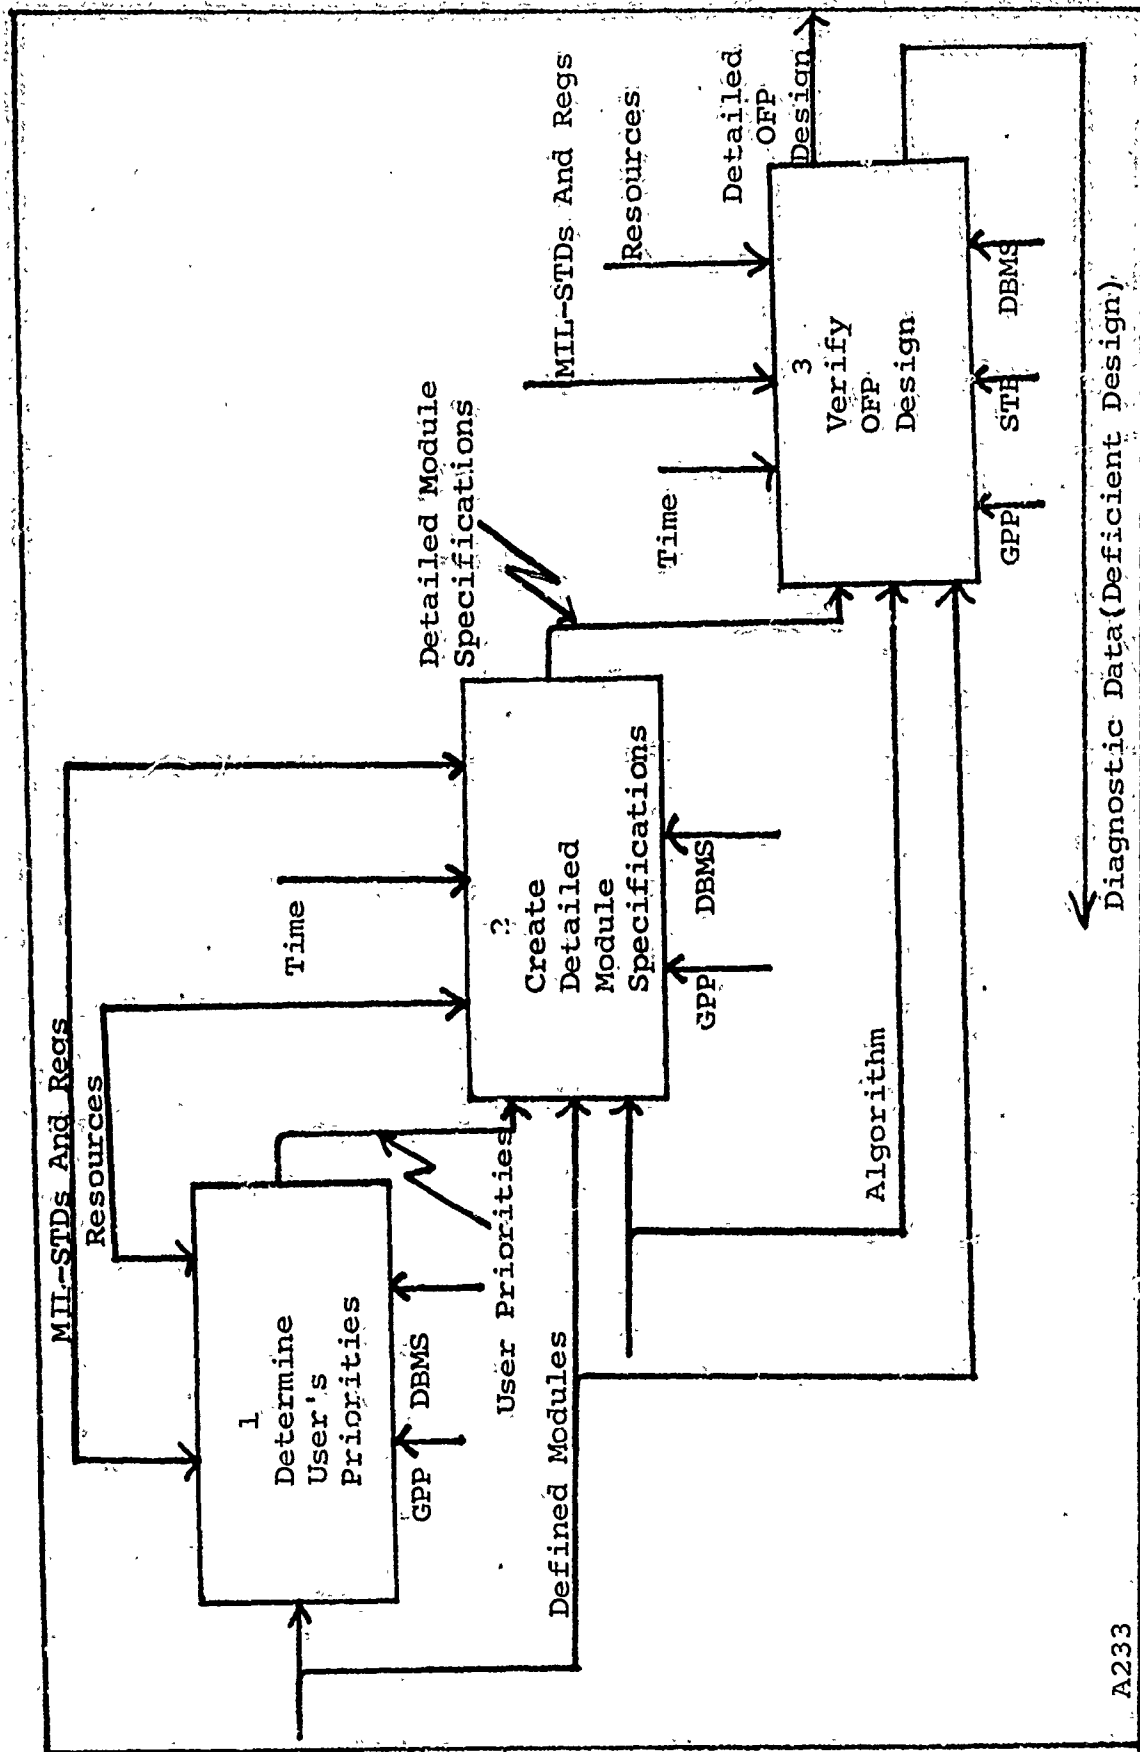 MIL-STDs And Regs
Resources
Time
1
Determine
User's
Priorities
GPP
DBMS
User Priorities
Defined Modules
2
Create
Detailed
Module
Specifications
GPP
DBMS
Detailed Module
Specifications
Algorithm
Time
MIL-STDs And Regs
Resources
3
Verify
OFP
Design
GPP
STE
DBMS
Detailed
OFP
Design
Diagnostic Data(Deficient Design)
A233